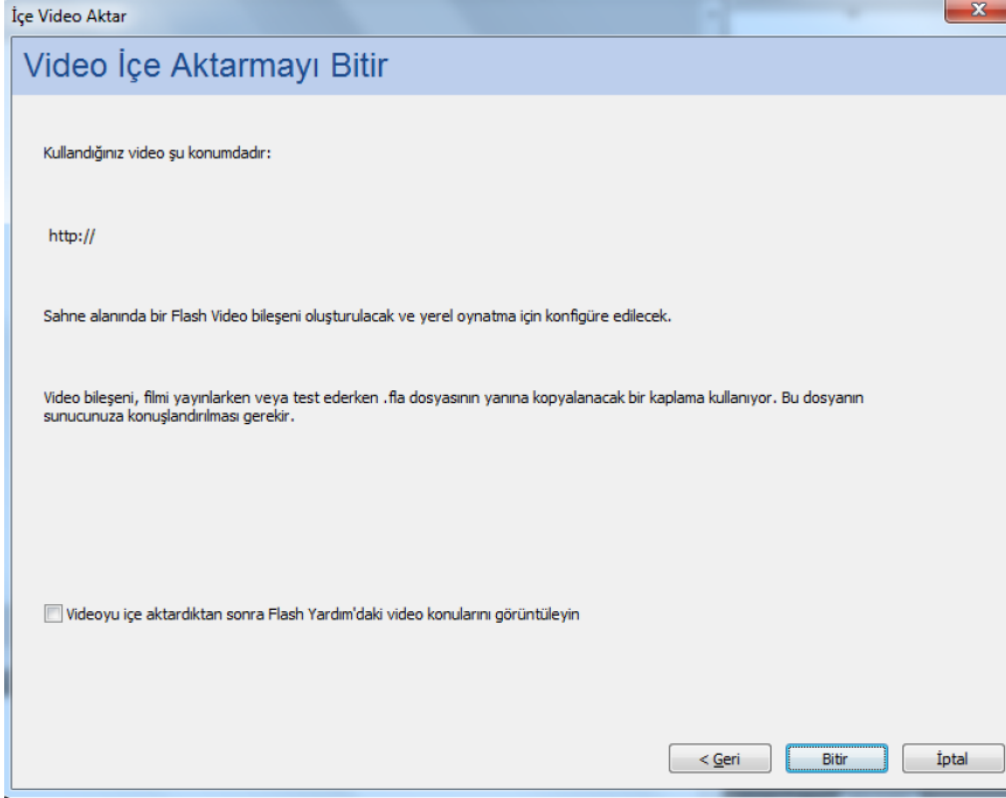 İçe Video Aktar
Video İçe Aktarmayı Bitir
Kullandığınız video şu konumdadır:
http://
Sahne alanında bir Flash Video bileşeni oluşturulacak ve yerel oynatma için konfigüre edilecek.
Video bileşeni, filmi yayınlarken veya test ederken .fla dosyasının yanına kopyalanacak bir kaplama kullanıyor. Bu dosyanın
sunucunuza konuşlandırılması gerekir.
Videoyu içe aktardıktan sonra Flash Yardım'daki video konularını görüntüleyin
< Geri
Bitir
İptal